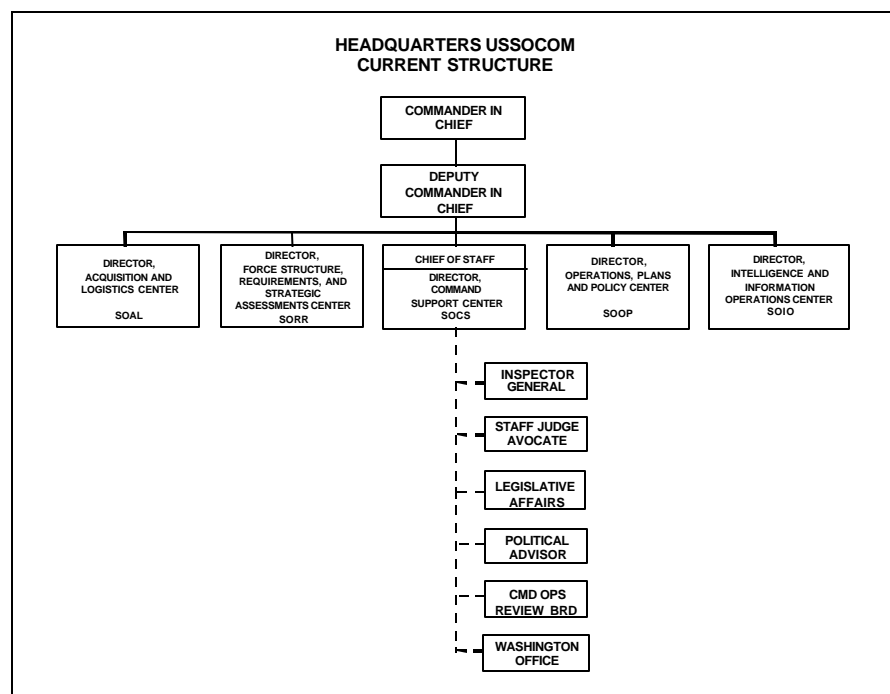 HEADQUARTERS USSOCOM
CURRENT STRUCTURE
COMMANDER IN
CHIEF
DEPUTY
COMMANDER IN
CHIEF
DIRECTOR,
ACQUISITION AND
LOGISTICS CENTER
SOAL
DIRECTOR,
FORCE STRUCTURE,
REQUIREMENTS, AND
STRATEGIC
ASSESSMENTS CENTER
SORR
CHIEF OF STAFF
DIRECTOR,
COMMAND
SUPPORT CENTER
SOCS
DIRECTOR,
OPERATIONS, PLANS
AND POLICY CENTER
SOOP
DIRECTOR,
INTELLIGENCE AND
INFORMATION
OPERATIONS CENTER
SOIO
INSPECTOR
GENERAL
STAFF JUDGE
AVOCATE
LEGISLATIVE
AFFAIRS
POLITICAL
ADVISOR
CMD OPS
REVIEW BRD
WASHINGTON
OFFICE